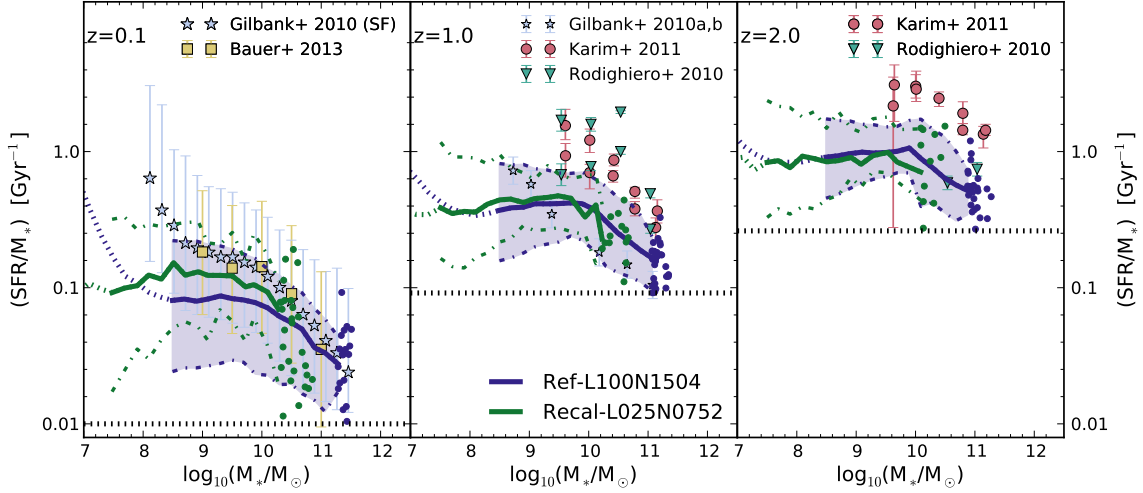 z=0.1
Gilbank+ 2010 (SF)
Bauer+ 2013
z=1.0
Gilbank+ 2010a,b
Karim+ 2011
Rodighiero+ 2010
z=2.0
Karim+ 2011
Rodighiero+ 2010
(SFR/M*) [Gyr−1]
1.0
0.1
0.01
Ref-L100N1504
Recal-L025N0752
1.0
0.1
0.01
(SFR/M*) [Gyr−1]
7 8 9 10 11 12
7 8 9 10 11 12
7 8 9 10 11 12
log10(M*/M⊙)
log10(M*/M⊙)
log10(M*/M⊙)